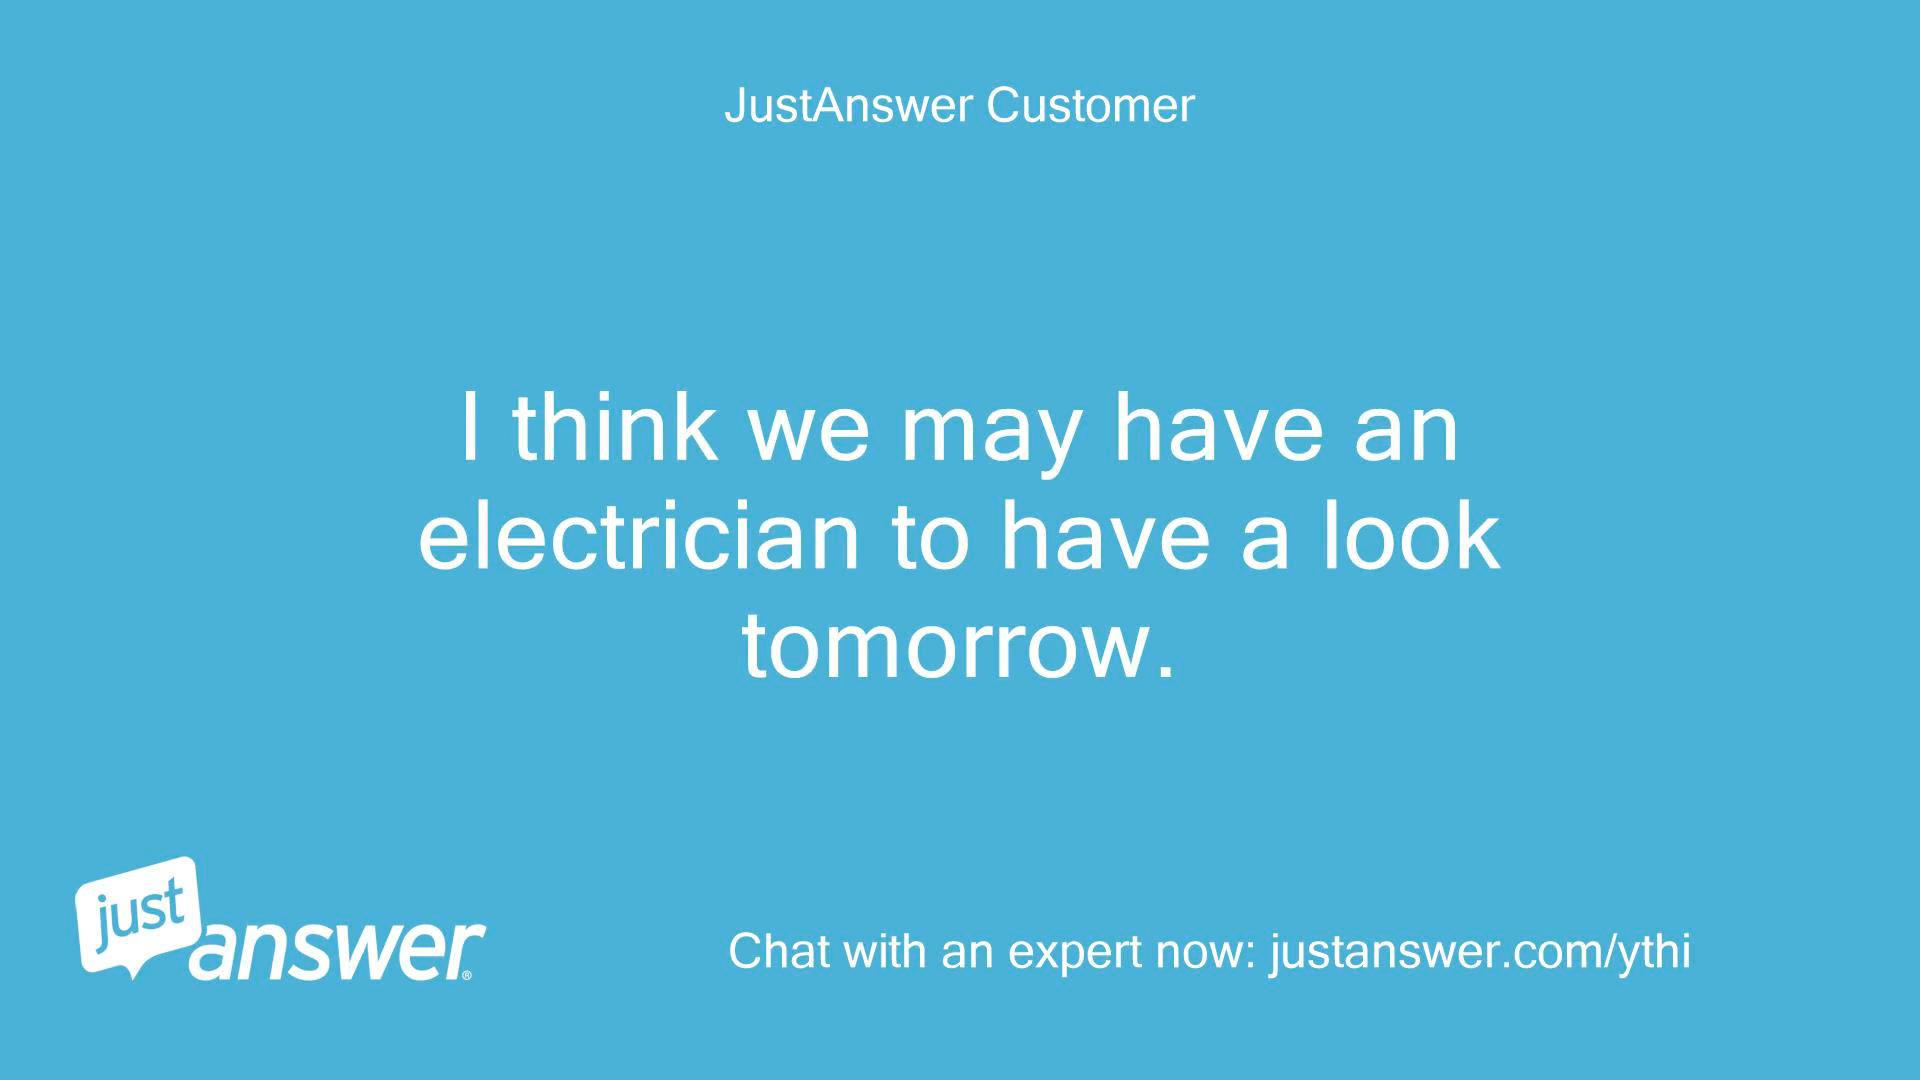 JustAnswer Customer
I think we may have an
electrician to have a look
tomorrow.
just
answer®
Chat with an expert now: justanswer.com/ythi